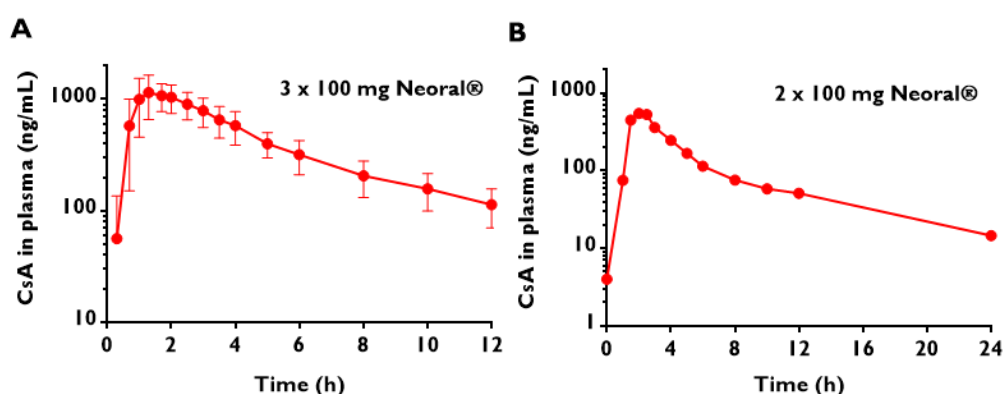 A
CsA in plasma (ng/mL)
3 x 100 mg Neoral®
1000
100
10
0 2 4 6 8 10 12
Time (h)
B
CsA in plasma (ng/mL)
2 x 100 mg Neoral®
1000
100
10
1
0 4 8 12 16 20 24
Time (h)